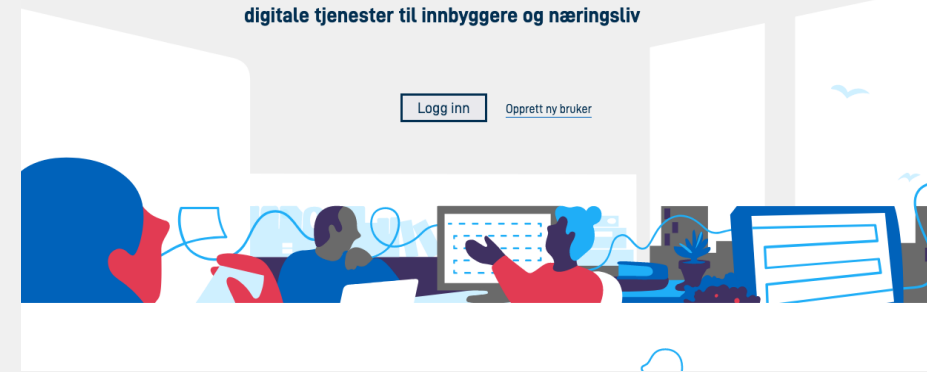 digitale tjenester til innbyggere og næringsliv
Logg inn
Opprett ny bruker